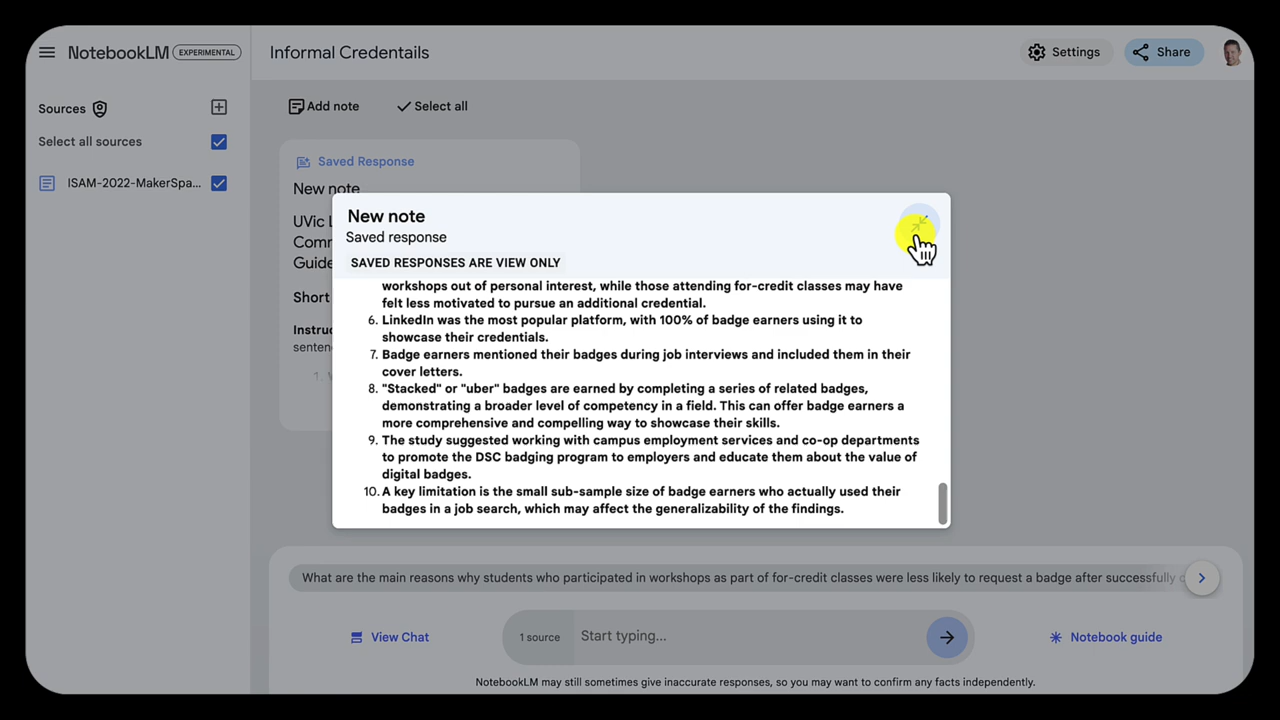 NotebookLM EXPERIMENTAL
Informal Credentails
Settings
Share
Sources
Select all sources
ISAM-2022-MakerSpa...
Add note
Select all
Saved Response
New note
UVic L
Comm
Guide
Short
Instruc
senten
1.
New note
Saved response
SAVED RESPONSES ARE VIEW ONLY
workshops out of personal interest, while those attending for-credit classes may have
felt less motivated to pursue an additional credential.
6. LinkedIn was the most popular platform, with 100% of badge earners using it to
showcase their credentials.
7. Badge earners mentioned their badges during job interviews and included them in their
cover letters.
8. "Stacked" or "uber" badges are earned by completing a series of related badges,
demonstrating a broader level of competency in a field. This can offer badge earners a
more comprehensive and compelling way to showcase their skills.
9. The study suggested working with campus employment services and co-op departments
to promote the DSC badging program to employers and educate them about the value of
digital badges.
10. A key limitation is the small sub-sample size of badge earners who actually used their
badges in a job search, which may affect the generalizability of the findings.
What are the main reasons why students who participated in workshops as part of for-credit classes were less likely to request a badge after successfully
View Chat
1 source
Start typing...
Notebook guide
NotebookLM may still sometimes give inaccurate responses, so you may want to confirm any facts independently.